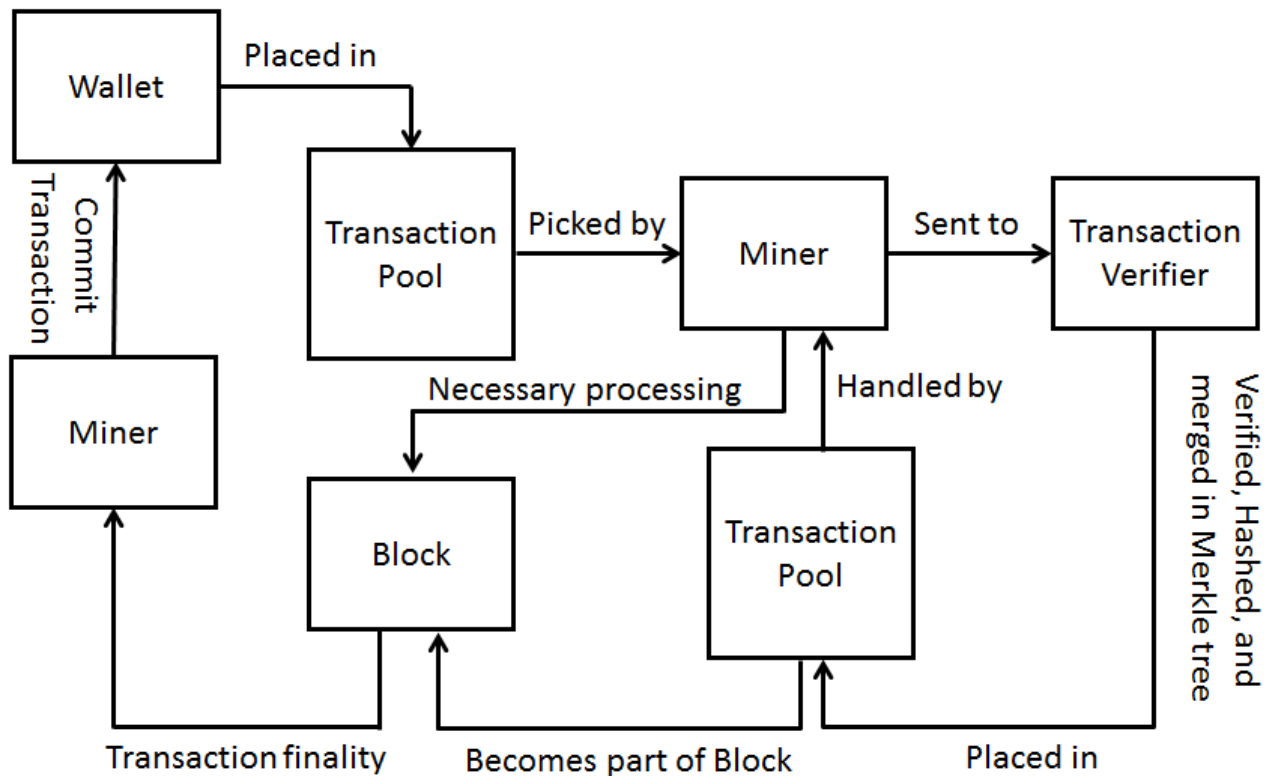 Placed in
Wallet
Transaction
Pool
Picked by
Miner
Sent to
Transaction
Verifier
Commit
Transaction
Necessary processing
Handled by
Verified, Hashed, and
merged in Merkle tree
Miner
Block
Transaction
Pool
Transaction finality
Becomes part of Block
Placed in